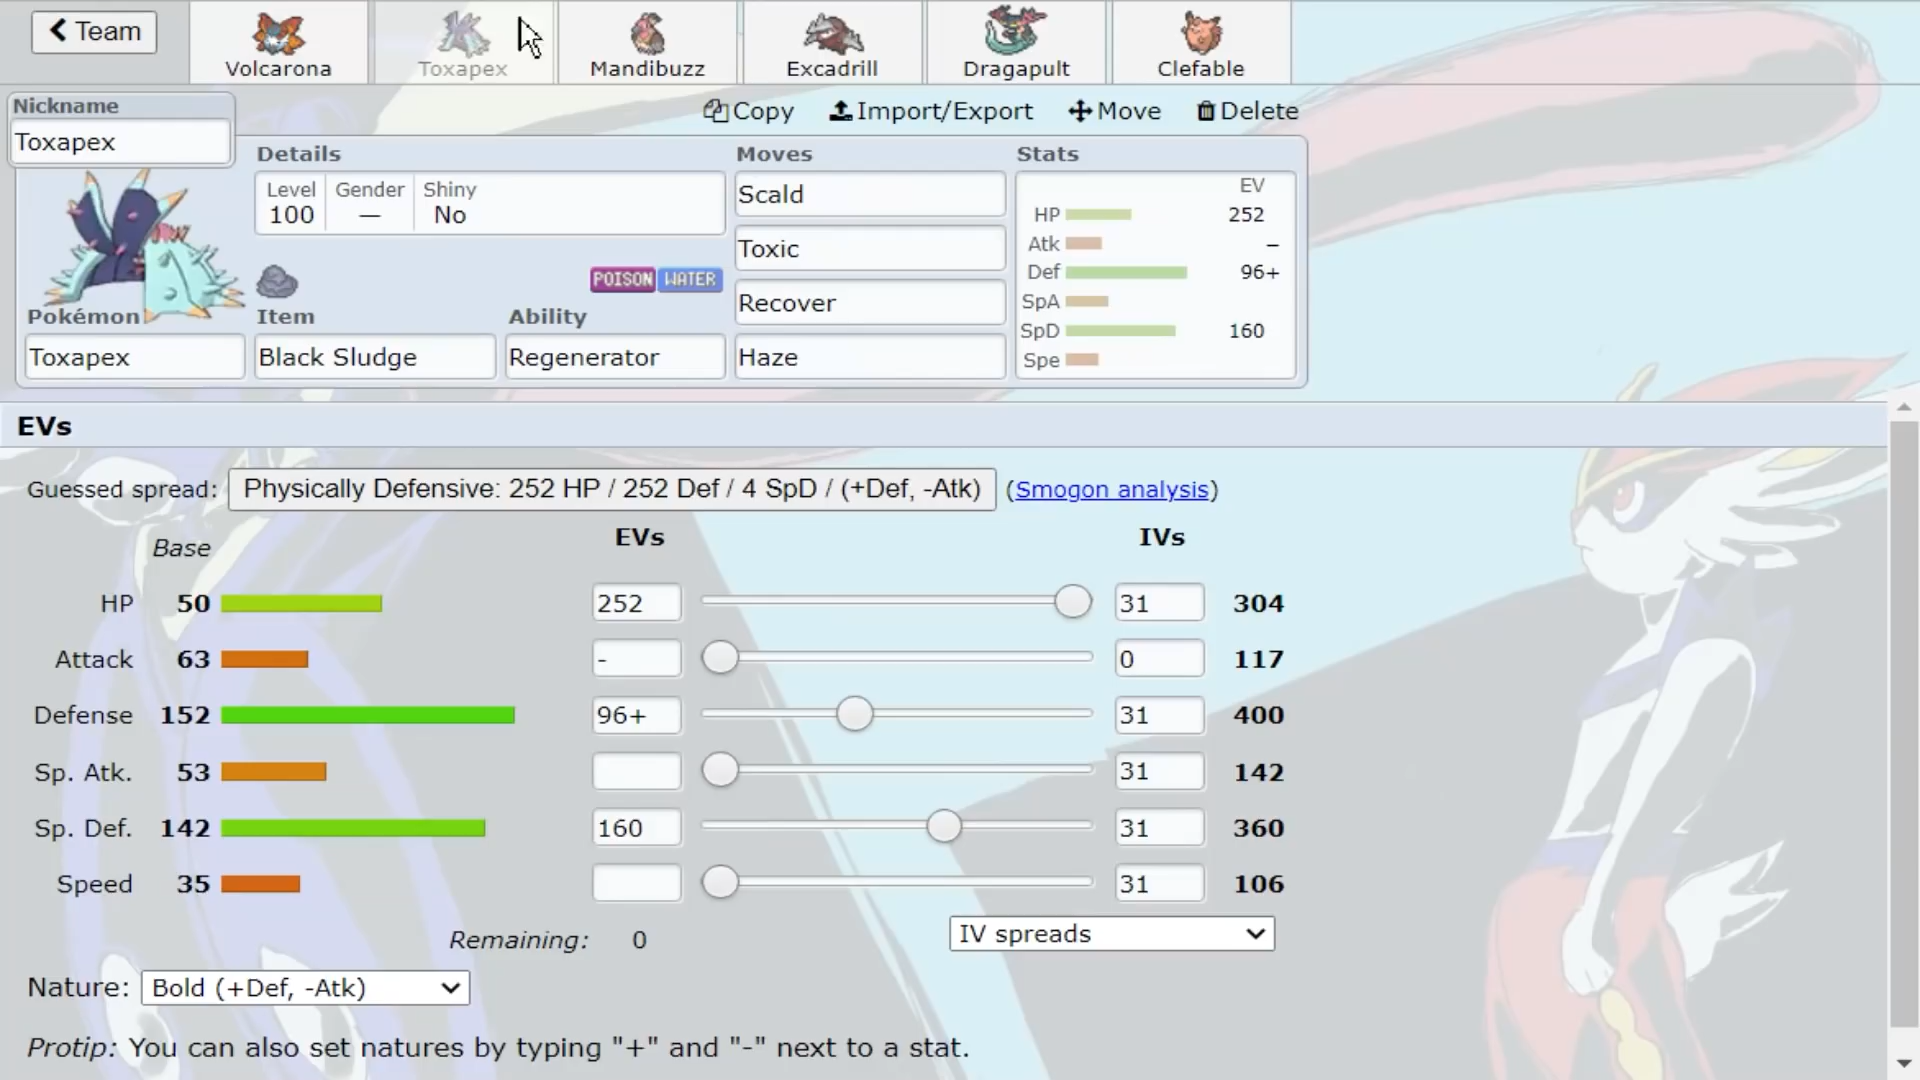 Team
Volcarona
Toxapex
Mandibuzz
Excadrill
Dragapult
Clefable
Nickname
Toxapex
Copy
Import/Export
Move
Delete
Details
Moves
Stats
Level
100
Gender
—
Shiny
No
POISON WATER
Pokémon
Toxapex
Item
Black Sludge
Ability
Regenerator
Scald
Toxic
Recover
Haze
EV
HP 252
Atk –
Def 96+
SpA
SpD 160
Spe
EVs
Guessed spread: Physically Defensive: 252 HP / 252 Def / 4 SpD / (+Def, -Atk) (Smogon analysis)
Base EVs IVs
HP 50 252 31 304
Attack 63 - 0 117
Defense 152 96+ 31 400
Sp. Atk. 53 31 142
Sp. Def. 142 160 31 360
Speed 35 31 106
Remaining: 0
IV spreads
Nature: Bold (+Def, -Atk)
Protip: You can also set natures by typing "+" and "-" next to a stat.